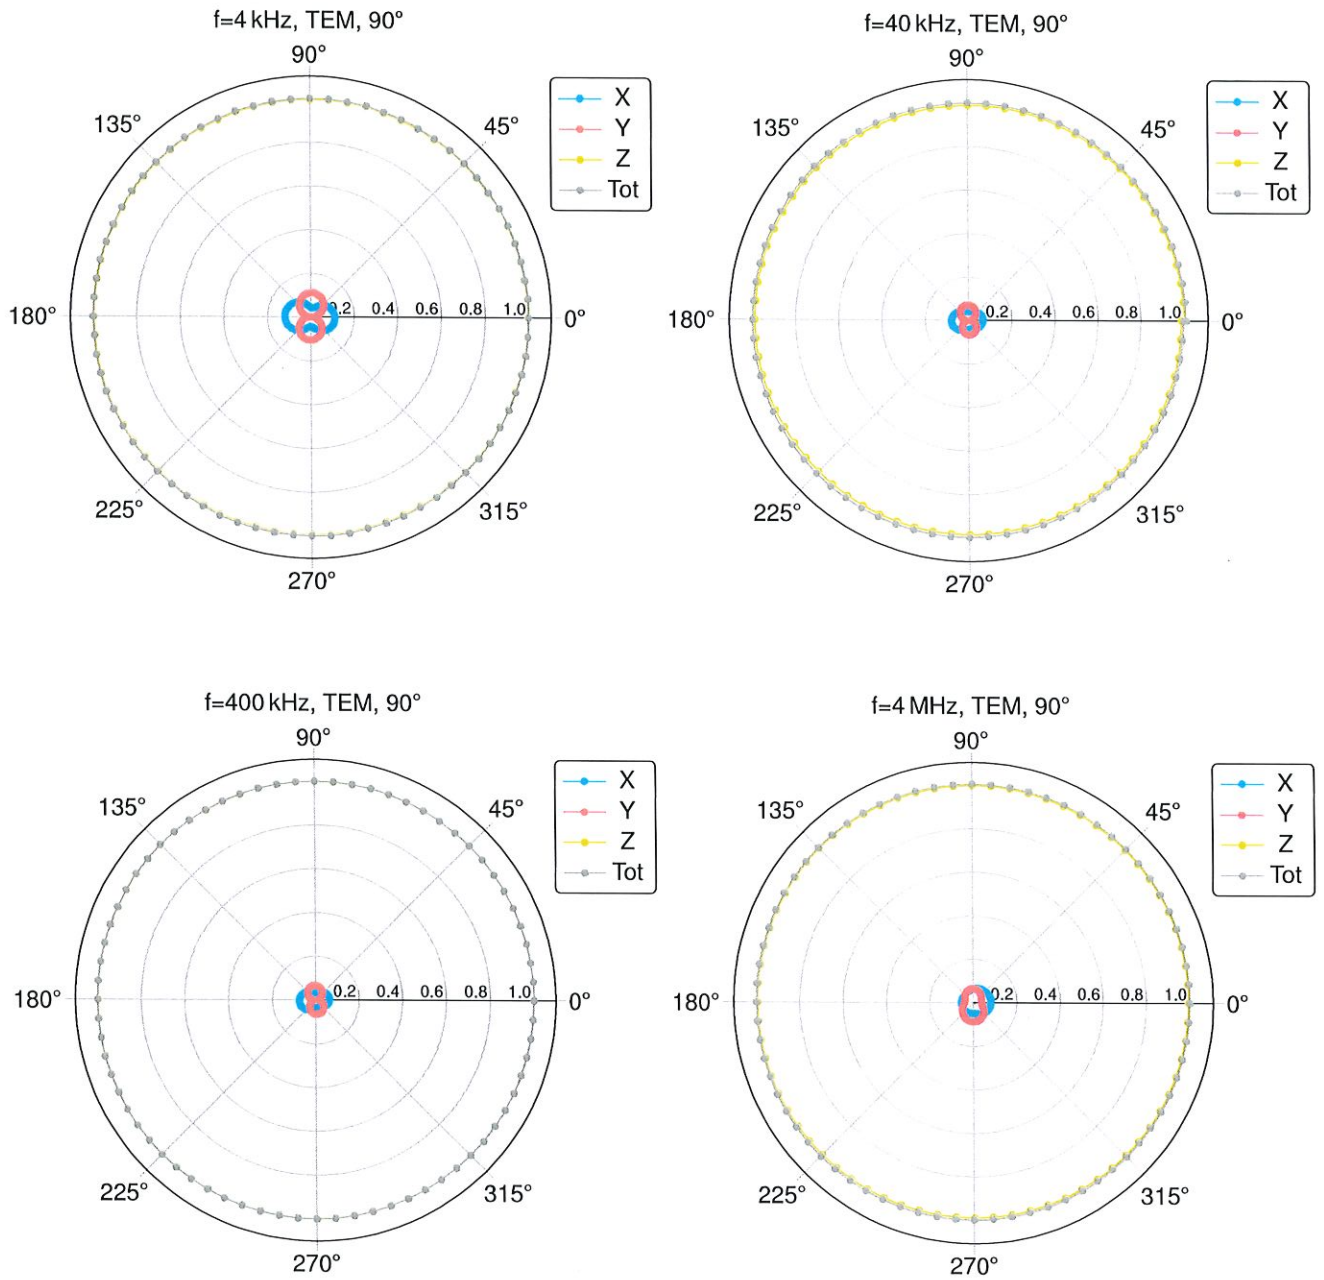 f=4 kHz, TEM, 90°
90°
135°
45°
180°
0.2 0.4 0.6 0.8 1.0
0°
225°
315°
270°
X
Y
Z
Tot
f=40 kHz, TEM, 90°
90°
135°
45°
180°
0.2 0.4 0.6 0.8 1.0
0°
225°
315°
270°
X
Y
Z
Tot
f=400 kHz, TEM, 90°
90°
135°
45°
180°
0.2 0.4 0.6 0.8 1.0
0°
225°
315°
270°
X
Y
Z
Tot
f=4 MHz, TEM, 90°
90°
135°
45°
180°
0.2 0.4 0.6 0.8 1.0
0°
225°
315°
270°
X
Y
Z
Tot